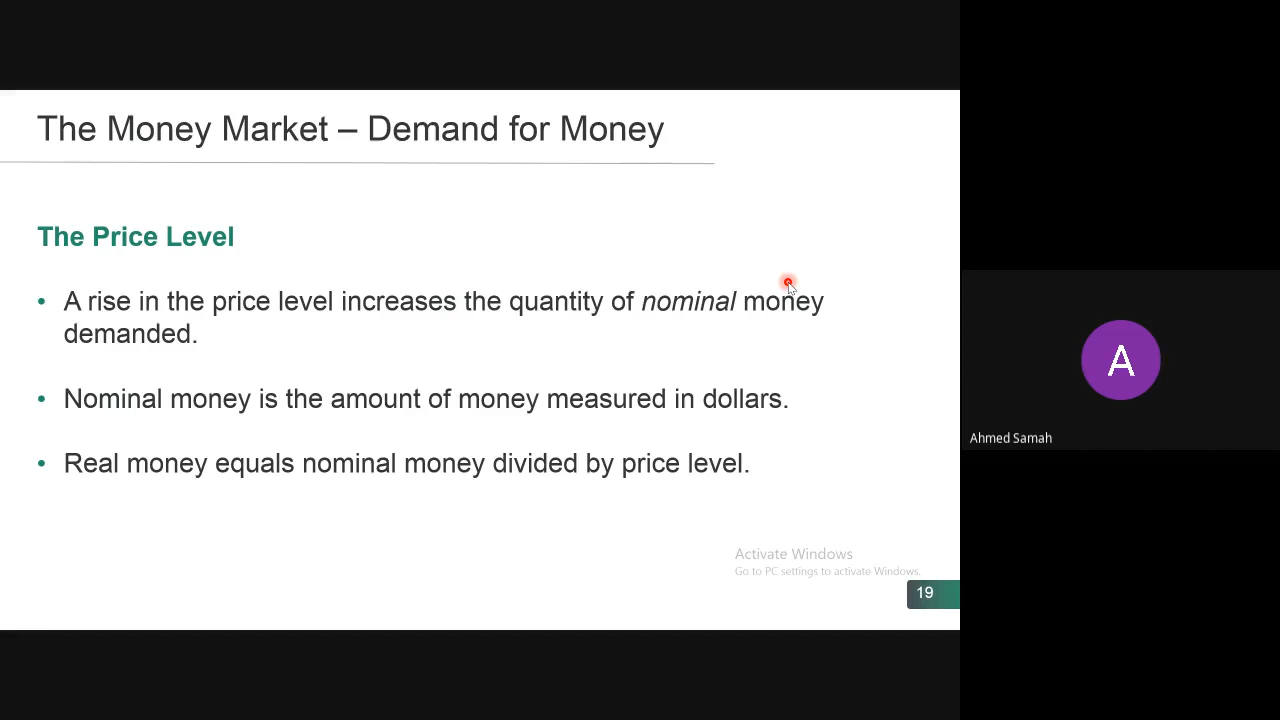 The Money Market – Demand for Money
The Price Level
• A rise in the price level increases the quantity of nominal money
demanded.
• Nominal money is the amount of money measured in dollars.
• Real money equals nominal money divided by price level.
Activate Windows
Go to PC settings to activate Windows.
19
A
Ahmed Samah